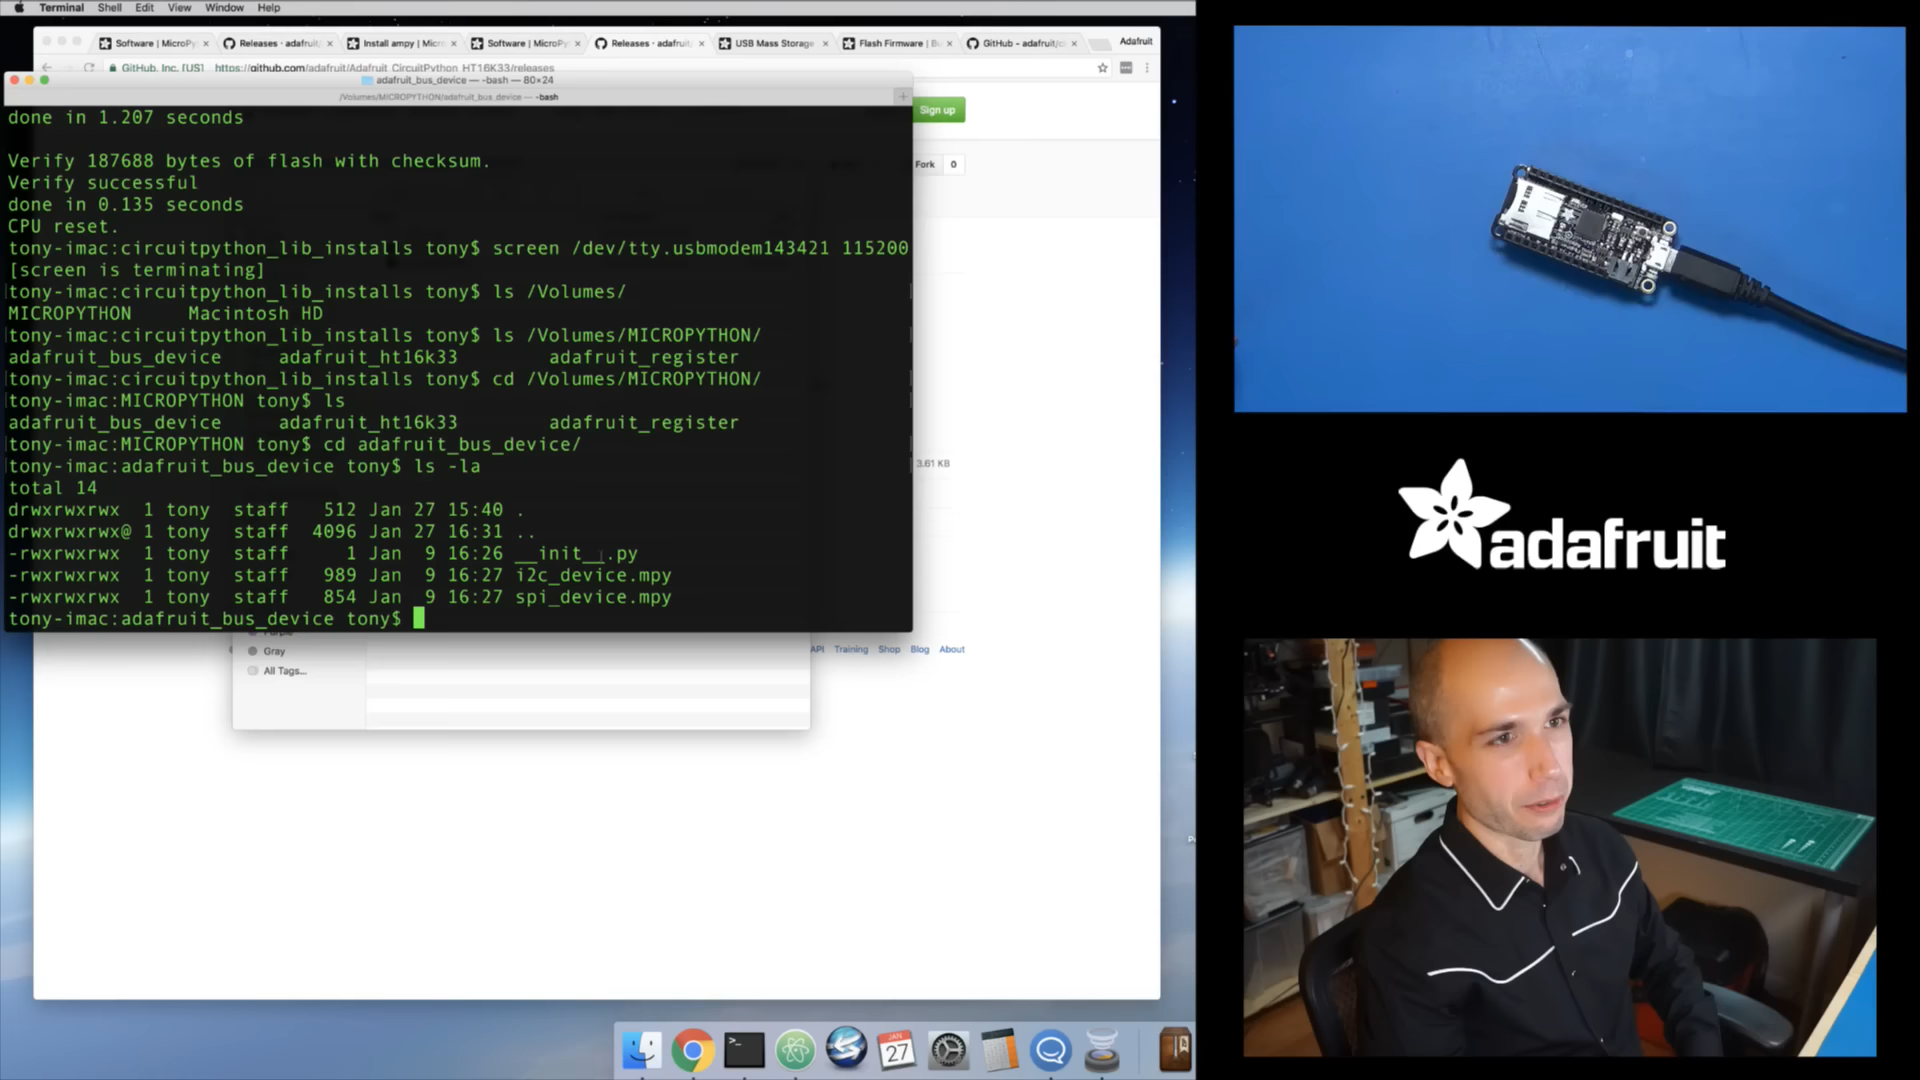 Terminal Shell Edit View Window Help
Software | MicroPy × Releases · adafruit/ × Install ampy | Micr × Software | MicroPy × Releases · adafruit/ × USB Mass Storage × Flash Firmware | Bo × GitHub - adafruit/ci × Adafruit
GitHub, Inc. [US] https://github.com/adafruit/Adafruit_CircuitPython_HT16K33/releases
adafruit_bus_device — -bash — 80×24
/Volumes/MICROPYTHON/adafruit_bus_device — -bash
done in 1.207 seconds
Verify 187688 bytes of flash with checksum.
Verify successful
done in 0.135 seconds
CPU reset.
tony-imac:circuitpython_lib_installs tony$ screen /dev/tty.usbmodem143421 115200
[screen is terminating]
tony-imac:circuitpython_lib_installs tony$ ls /Volumes/
MICROPYTHON Macintosh HD
tony-imac:circuitpython_lib_installs tony$ ls /Volumes/MICROPYTHON/
adafruit_bus_device adafruit_ht16k33 adafruit_register
tony-imac:circuitpython_lib_installs tony$ cd /Volumes/MICROPYTHON/
tony-imac:MICROPYTHON tony$ ls
adafruit_bus_device adafruit_ht16k33 adafruit_register
tony-imac:MICROPYTHON tony$ cd adafruit_bus_device/
tony-imac:adafruit_bus_device tony$ ls -la
total 14
drwxrwxrwx 1 tony staff 512 Jan 27 15:40 .
drwxrwxrwx@ 1 tony staff 4096 Jan 27 16:31 ..
-rwxrwxrwx 1 tony staff 1 Jan 9 16:26 __init__.py
-rwxrwxrwx 1 tony staff 989 Jan 9 16:27 i2c_device.mpy
-rwxrwxrwx 1 tony staff 854 Jan 9 16:27 spi_device.mpy
tony-imac:adafruit_bus_device tony$
Sign up
Fork 0
3.61 KB
Gray
All Tags...
API Training Shop Blog About
JAN
27
adafruit